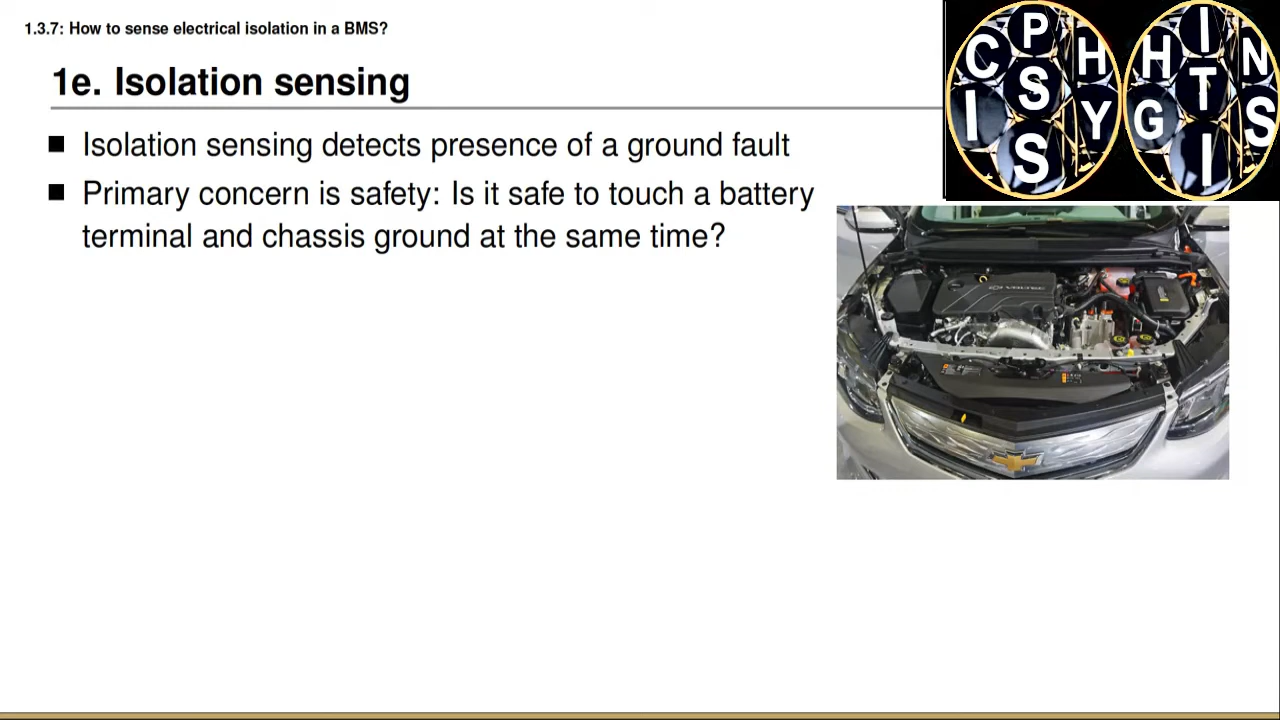 1.3.7: How to sense electrical isolation in a BMS?
1e. Isolation sensing
Isolation sensing detects presence of a ground fault
Primary concern is safety: Is it safe to touch a battery
terminal and chassis ground at the same time?
P
C H
S
I Y
S
I
H N
T
G S
I
VOLTEC